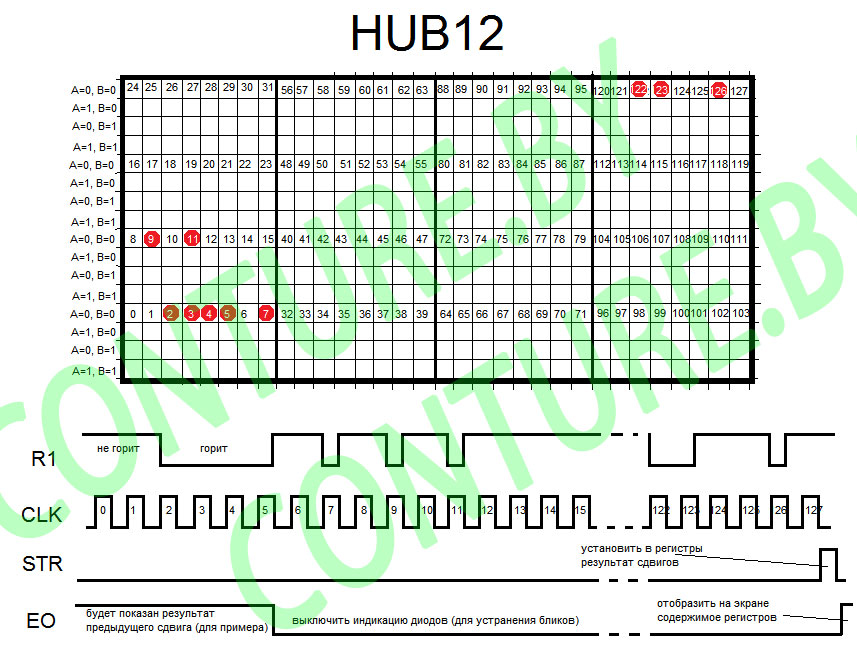 HUB12
A=0, B=0 24 25 26 27 28 29 30 31 56 57 58 59 60 61 62 63 88 89 90 91 92 93 94 95 120 121 122 123 124 125 126 127
A=1, B=0
A=0, B=1
A=1, B=1
A=0, B=0 16 17 18 19 20 21 22 23 48 49 50 51 52 53 54 55 80 81 82 83 84 85 86 87 112 113 114 115 116 117 118 119
A=1, B=0
A=0, B=1
A=1, B=1
A=0, B=0 8 9 10 11 12 13 14 15 40 41 42 43 44 45 46 47 72 73 74 75 76 77 78 79 104 105 106 107 108 109 110 111
A=1, B=0
A=0, B=1
A=1, B=1
A=0, B=0 0 1 2 3 4 5 6 7 32 33 34 35 36 37 38 39 64 65 66 67 68 69 70 71 96 97 98 99 100 101 102 103
A=1, B=0
A=0, B=1
A=1, B=1
CONTURE.BY
CONTURE.BY
R1 не горит горит
CLK 0 1 2 3 4 5 6 7 8 9 10 11 12 13 14 15 122 123 124 125 26 127
STR установить в регистры
результат сдвигов
EO будет показан результат
предыдущего сдвига (для примера)
выключить индикацию диодов (для устранения бликов)
отобразить на экране
содержимое регистров